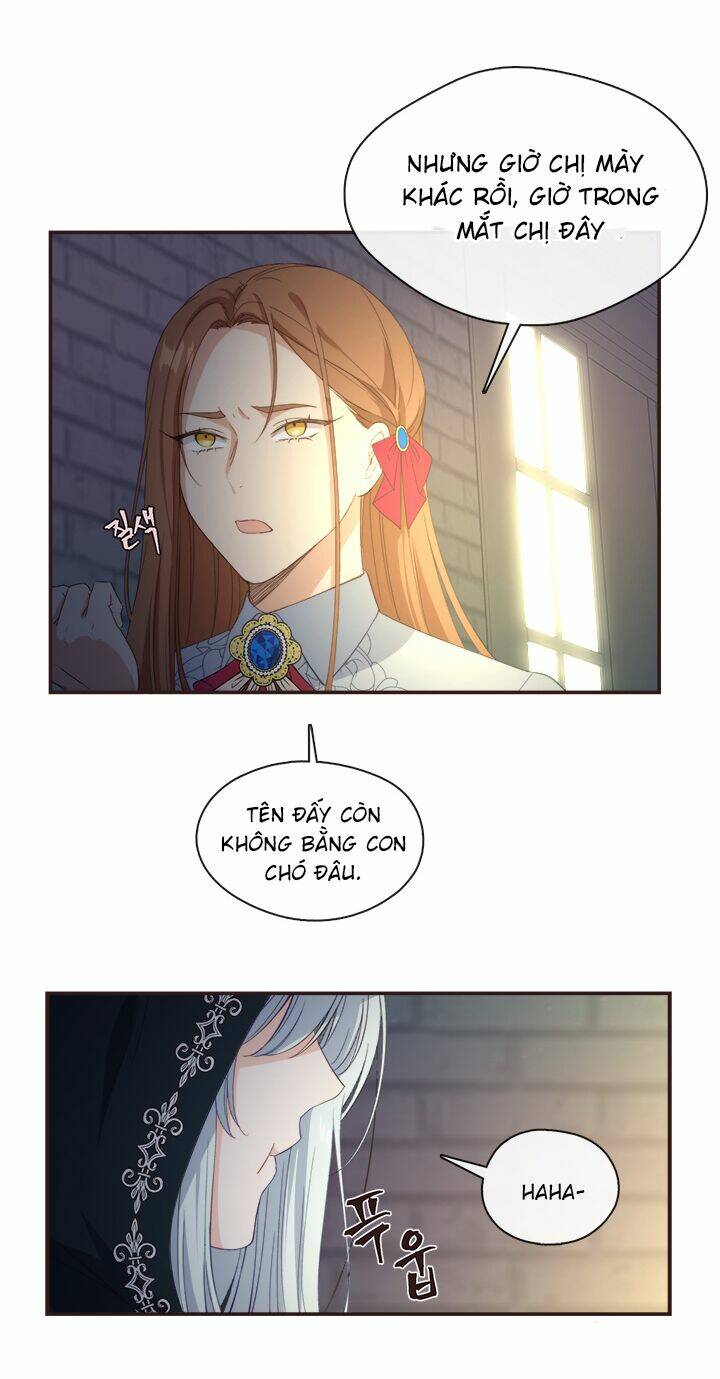 NHƯNG GIỜ CHỊ MÀY
KHÁC RỒI, GIỜ TRONG
MẮT CHỊ ĐÂY
질색
TÊN ĐẤY CÒN
KHÔNG BẰNG CON
CHÓ ĐÂU.
HAHA-
푸웁